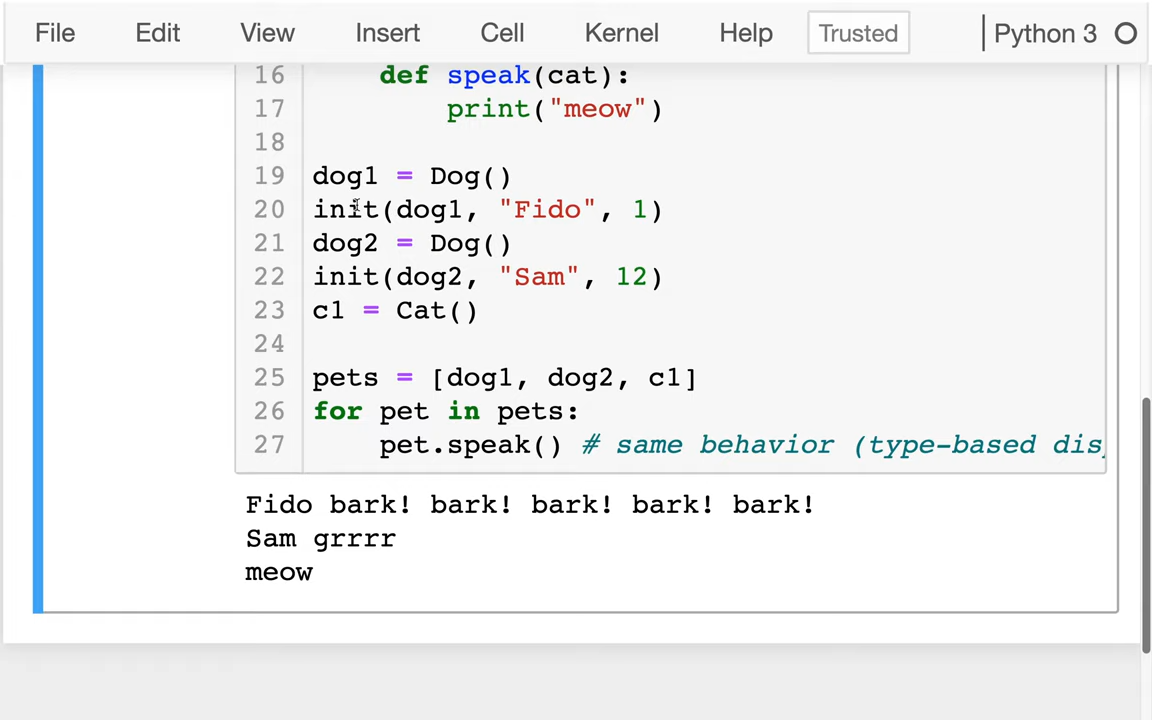 File Edit View Insert Cell Kernel Help Trusted Python 3
16 def speak(cat):
17 print("meow")
18
19 dog1 = Dog()
20 init(dog1, "Fido", 1)
21 dog2 = Dog()
22 init(dog2, "Sam", 12)
23 c1 = Cat()
24
25 pets = [dog1, dog2, c1]
26 for pet in pets:
27 pet.speak() # same behavior (type-based dis
Fido bark! bark! bark! bark! bark!
Sam grrrr
meow